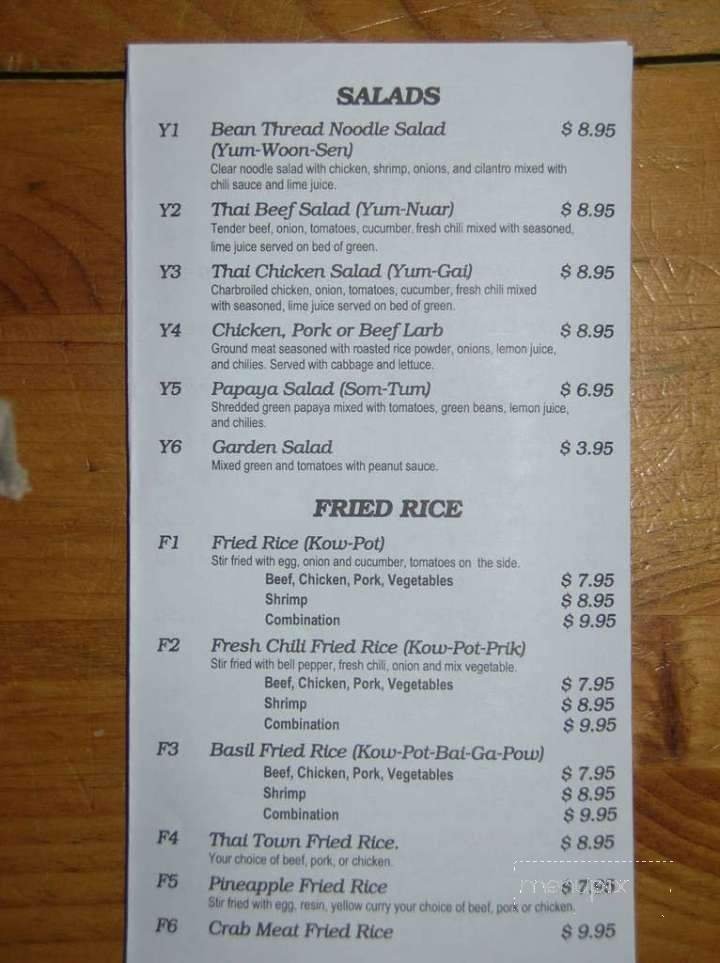 SALADS
Y1 Bean Thread Noodle Salad $ 8.95
(Yum-Woon-Sen)
Clear noodle salad with chicken, shrimp, onions, and cilantro mixed with
chili sauce and lime juice.
Y2 Thai Beef Salad (Yum-Nuar) $ 8.95
Tender beef, onion, tomatoes, cucumber, fresh chili mixed with seasoned,
lime juice served on bed of green.
Y3 Thai Chicken Salad (Yum-Gai) $ 8.95
Charbroiled chicken, onion, tomatoes, cucumber, fresh chili mixed
with seasoned, lime juice served on bed of green.
Y4 Chicken, Pork or Beef Larb $ 8.95
Ground meat seasoned with roasted rice powder, onions, lemon juice,
and chilies. Served with cabbage and lettuce.
Y5 Papaya Salad (Som-Tum) $ 6.95
Shredded green papaya mixed with tomatoes, green beans, lemon juice,
and chilies.
Y6 Garden Salad $ 3.95
Mixed green and tomatoes with peanut sauce.
FRIED RICE
F1 Fried Rice (Kow-Pot)
Stir fried with egg, onion and cucumber, tomatoes on the side.
Beef, Chicken, Pork, Vegetables $ 7.95
Shrimp $ 8.95
Combination $ 9.95
F2 Fresh Chili Fried Rice (Kow-Pot-Prik)
Stir fried with bell pepper, fresh chili, onion and mix vegetable.
Beef, Chicken, Pork, Vegetables $ 7.95
Shrimp $ 8.95
Combination $ 9.95
F3 Basil Fried Rice (Kow-Pot-Bai-Ga-Pow)
Beef, Chicken, Pork, Vegetables $ 7.95
Shrimp $ 8.95
Combination $ 9.95
F4 Thai Town Fried Rice. $ 8.95
Your choice of beef, pork, or chicken.
F5 Pineapple Fried Rice $ 7.95
Stir fried with egg, resin, yellow curry your choice of beef, pork or chicken.
F6 Crab Meat Fried Rice $ 9.95
menupix